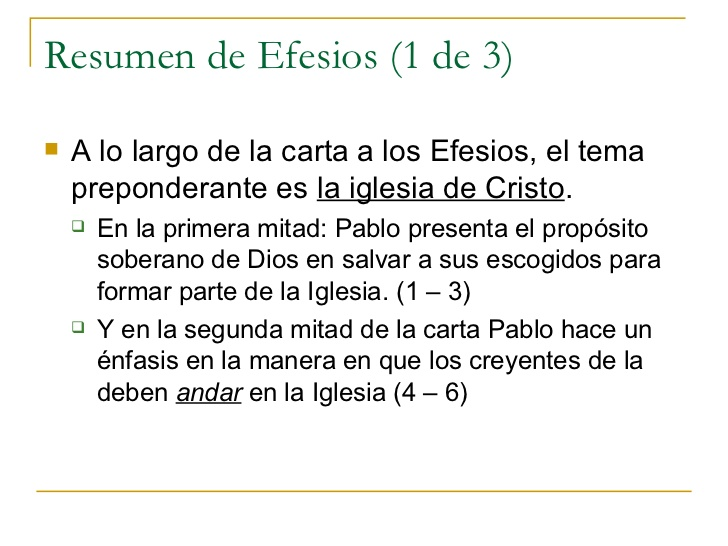 Resumen de Efesios (1 de 3)
A lo largo de la carta a los Efesios, el tema
preponderante es la iglesia de Cristo.
En la primera mitad: Pablo presenta el propósito
soberano de Dios en salvar a sus escogidos para
formar parte de la Iglesia. (1 – 3)
Y en la segunda mitad de la carta Pablo hace un
énfasis en la manera en que los creyentes de la
deben andar en la Iglesia (4 – 6)